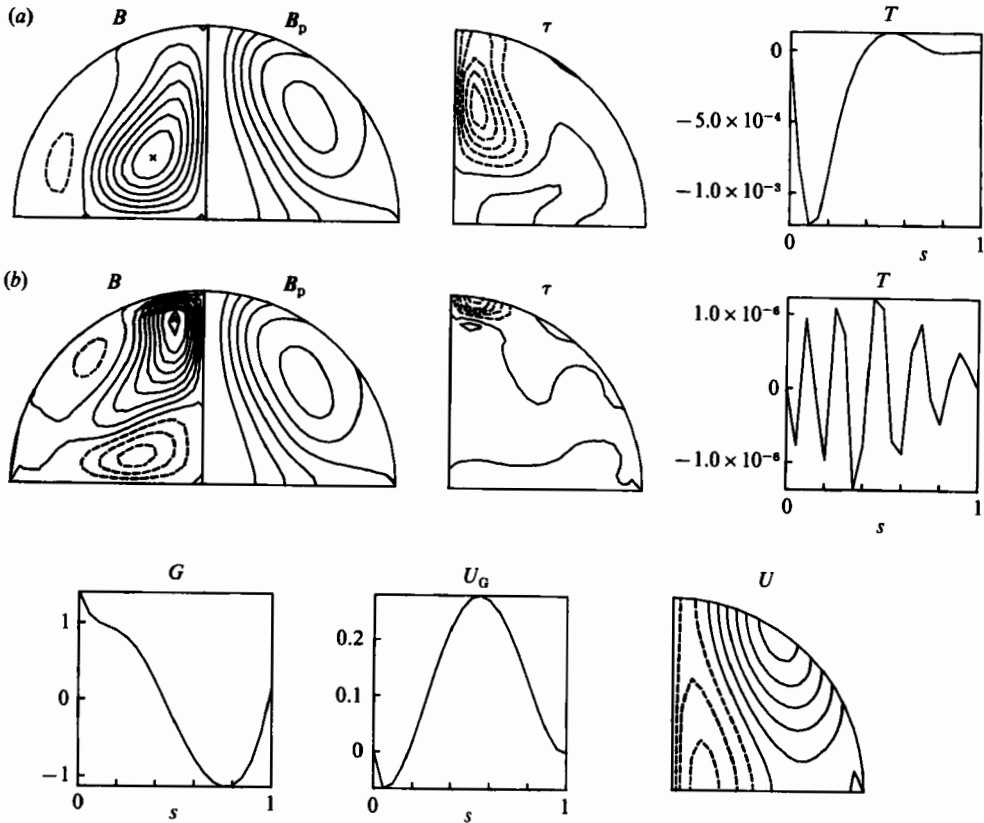 (a) B B_p τ T
0
−5.0 × 10⁻⁴
−1.0 × 10⁻³
0 1
s
(b) B B_p τ T
1.0 × 10⁻⁶
0
−1.0 × 10⁻⁶
0 1
s
G U_G U
1
0
−1
0 1
s
0.2
0.1
0
0 1
s